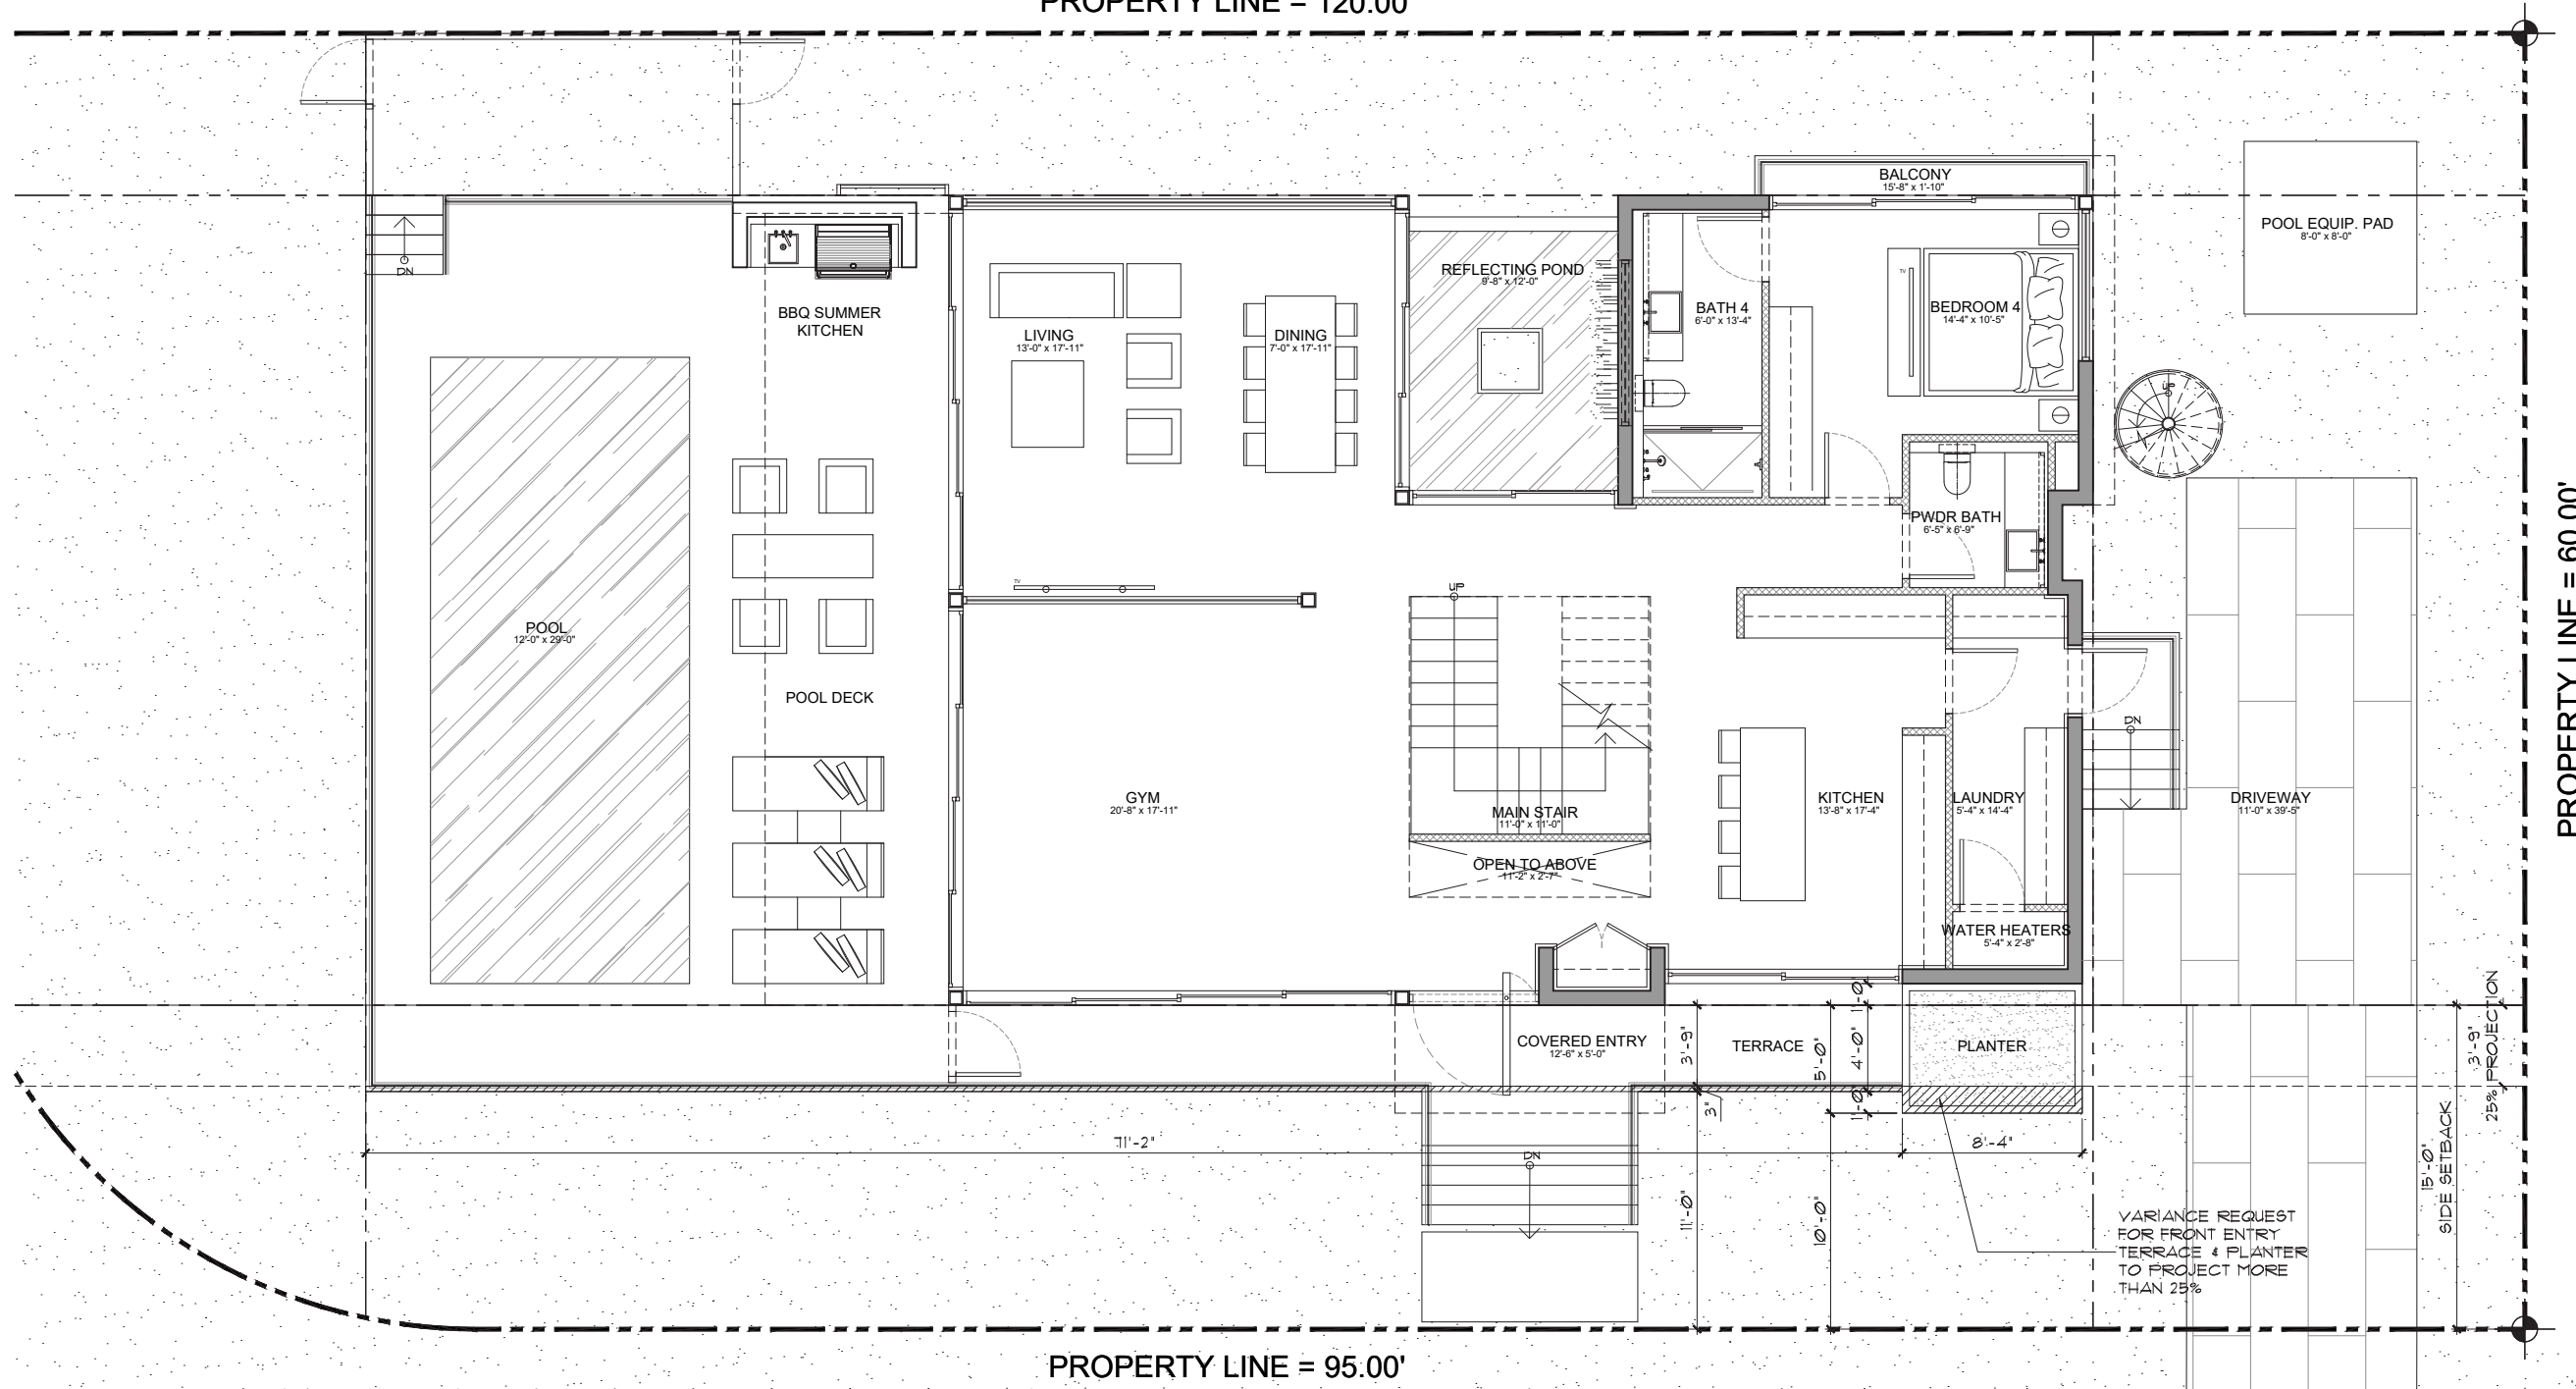 PROPERTY LINE = 120.00'
BALCONY
15'-8" x 1'-10"
POOL EQUIP. PAD
8'-0" x 8'-0"
DN
BBQ SUMMER
KITCHEN
LIVING
13'-0" x 17'-11"
DINING
7'-0" x 17'-11"
REFLECTING POND
9'-8" x 12'-0"
BATH 4
6'-0" x 13'-4"
TV
BEDROOM 4
14'-4" x 10'-5"
UP
PWDR BATH
6'-5" x 6'-9"
PROPERTY LINE = 60.00'
TV
UP
POOL
12'-0" x 29'-0"
POOL DECK
DN
GYM
20'-8" x 17'-11"
MAIN STAIR
11'-0" x 11'-0"
KITCHEN
13'-8" x 17'-4"
LAUNDRY
5'-4" x 14'-4"
DRIVEWAY
11'-0" x 39'-5"
OPEN TO ABOVE
11'-2" x 2'-7"
WATER HEATERS
5'-4" x 2'-8"
COVERED ENTRY
12'-6" x 5'-0"
TERRACE
PLANTER
3'-9"
5'-0"
1'-0"
4'-0"
1'-0"
3"
3'-9"
25% PROJECTION
71'-2"
8'-4"
DN
11'-0"
10'-0"
15'-0"
SIDE SETBACK
VARIANCE REQUEST
FOR FRONT ENTRY
TERRACE & PLANTER
TO PROJECT MORE
THAN 25%
PROPERTY LINE = 95.00'